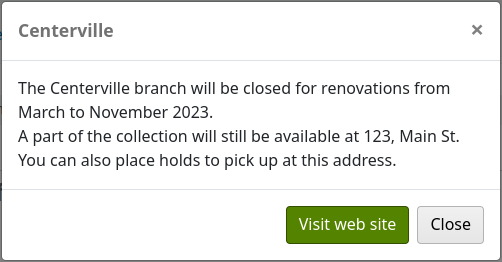 Centerville ×
The Centerville branch will be closed for renovations from
March to November 2023.
A part of the collection will still be available at 123, Main St.
You can also place holds to pick up at this address.
Visit web site Close